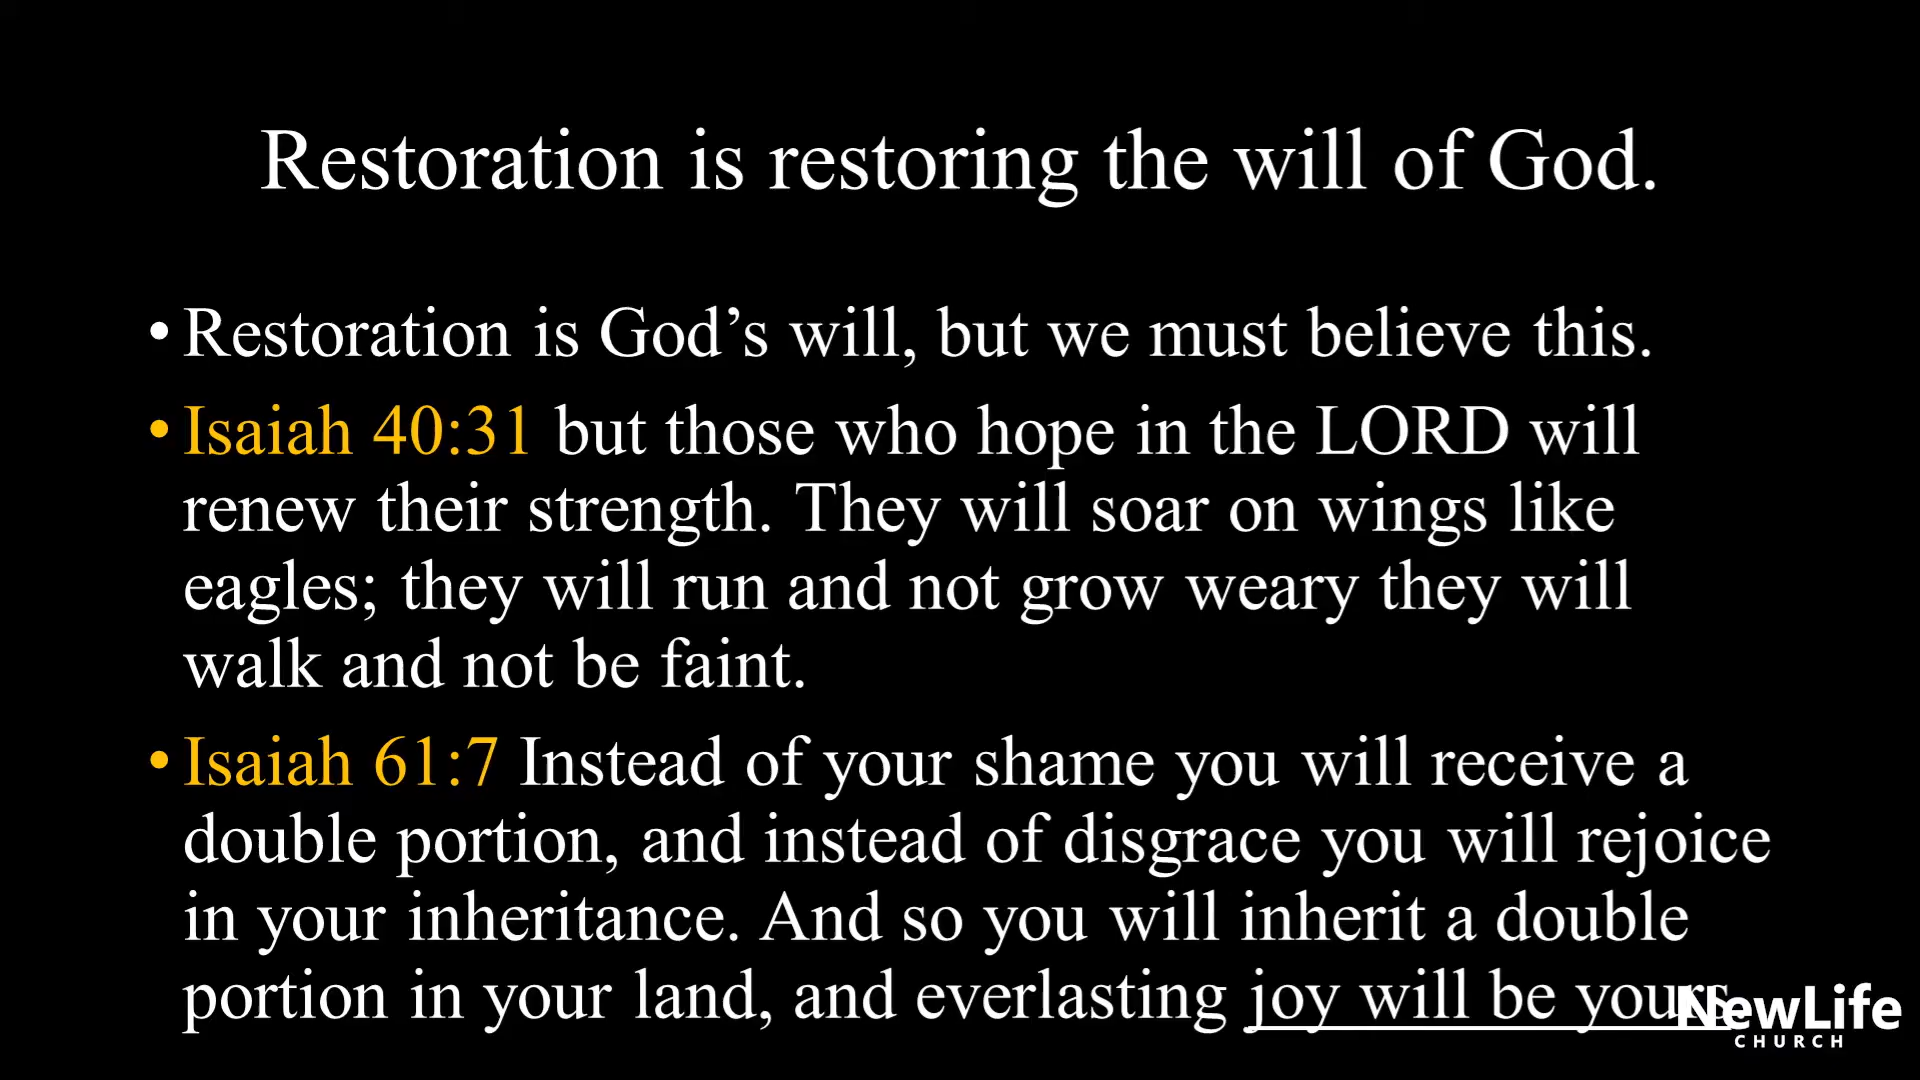 Restoration is restoring the will of God.
• Restoration is God’s will, but we must believe this.
• Isaiah 40:31 but those who hope in the LORD will
renew their strength. They will soar on wings like
eagles; they will run and not grow weary they will
walk and not be faint.
• Isaiah 61:7 Instead of your shame you will receive a
double portion, and instead of disgrace you will rejoice
in your inheritance. And so you will inherit a double
portion in your land, and everlasting joy will be yours.
NewLife
CHURCH